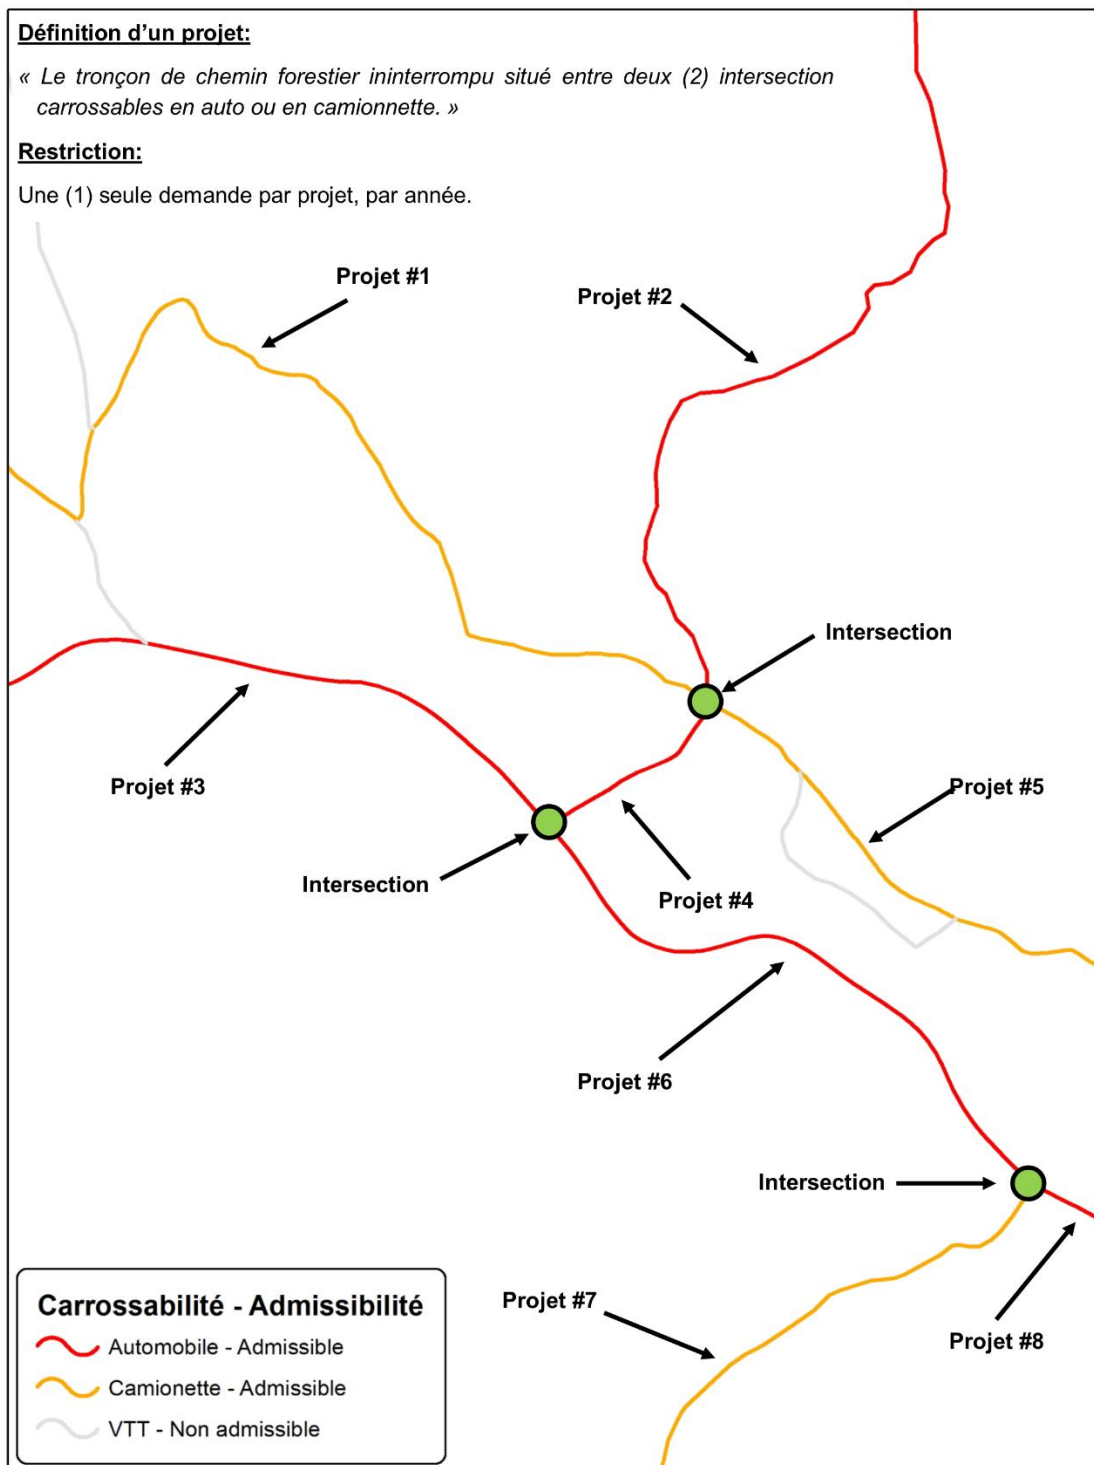 Définition d’un projet:
« Le tronçon de chemin forestier ininterrompu situé entre deux (2) intersection
carrossables en auto ou en camionnette. »
Restriction:
Une (1) seule demande par projet, par année.
Projet #1
Projet #2
Intersection
Projet #3
Projet #5
Intersection
Projet #4
Projet #6
Intersection
Projet #7
Projet #8
Carrossabilité - Admissibilité
Automobile - Admissible
Camionette - Admissible
VTT - Non admissible